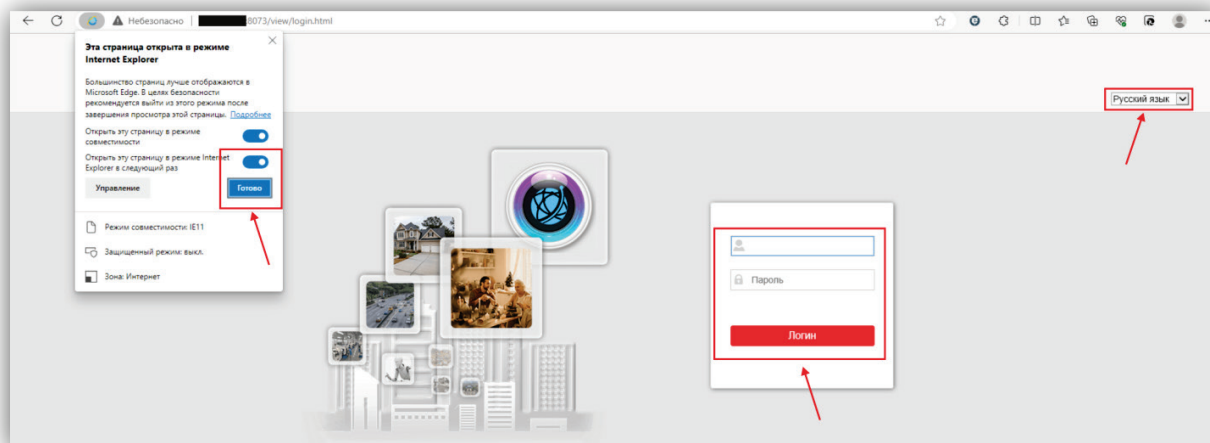 Небезопасно
8073/view/login.html
Эта страница открыта в режиме
Internet Explorer
Большинство страниц лучше отображаются в
Microsoft Edge. В целях безопасности
рекомендуется выйти из этого режима после
завершения просмотра этой страницы. Подробнее
Открыть эту страницу в режиме
совместимости
Открыть эту страницу в режиме Internet
Explorer в следующий раз
Управление
Готово
Режим совместимости: IE11
Защищенный режим: выкл.
Зона: Интернет
Русский язык
Пароль
Логин